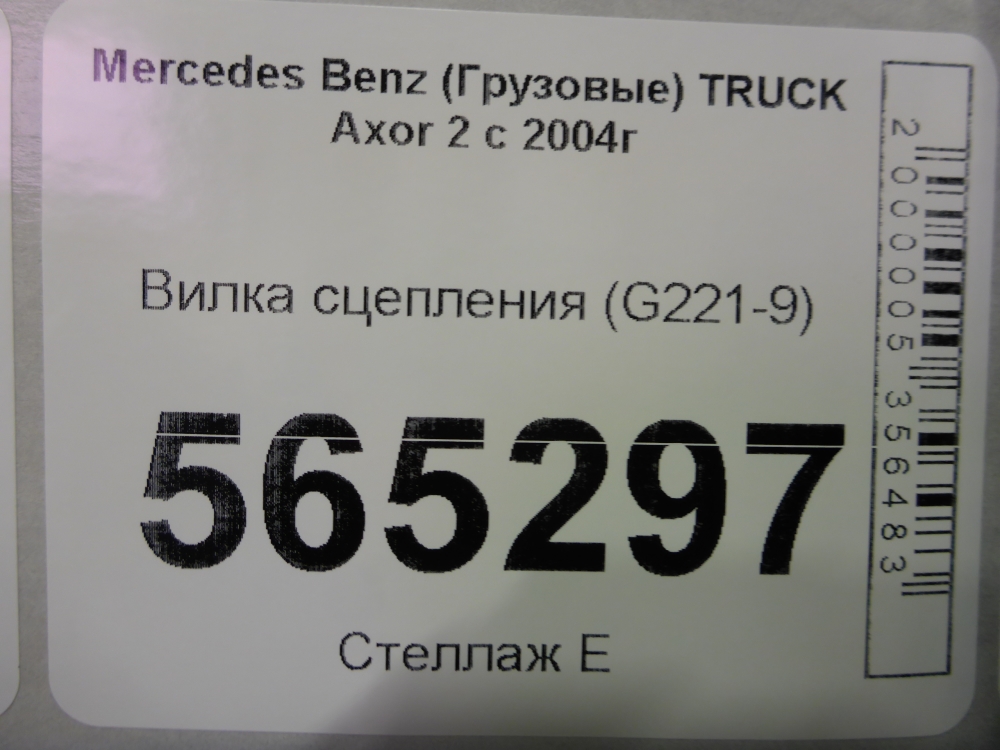 Mercedes Benz (Грузовые) TRUCK
Axor 2 с 2004г
Вилка сцепления (G221-9)
565297
Стеллаж Е
2000005356483